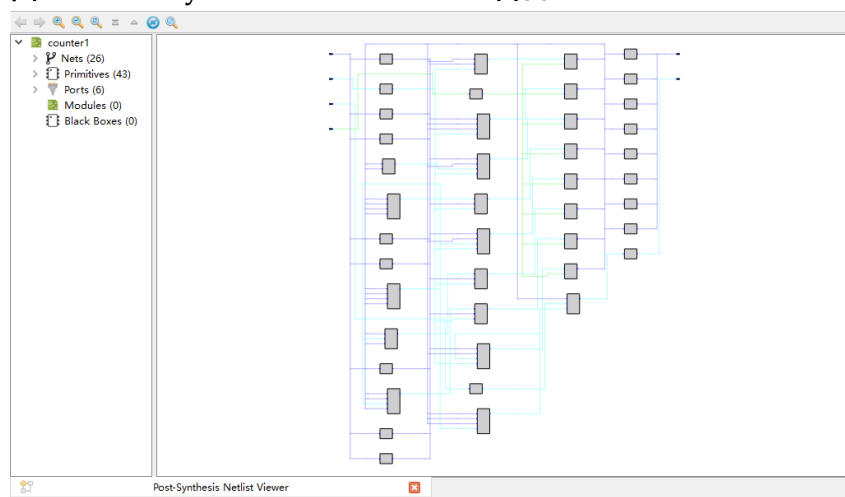 counter1
Nets (26)
Primitives (43)
Ports (6)
Modules (0)
Black Boxes (0)
Post-Synthesis Netlist Viewer